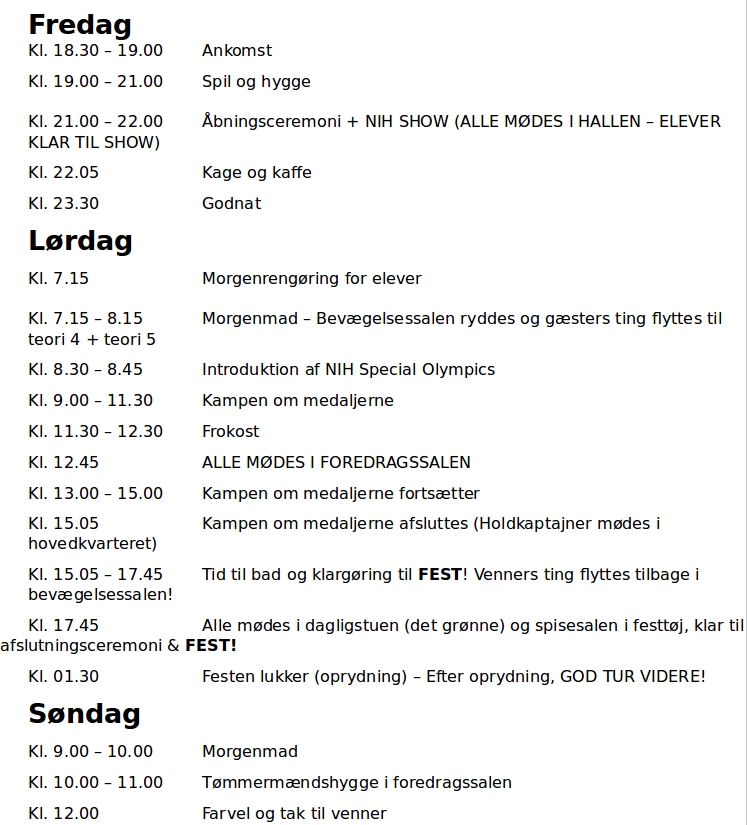 Fredag
Kl. 18.30 – 19.00 Ankomst
Kl. 19.00 – 21.00 Spil og hygge
Kl. 21.00 – 22.00 Åbningsceremoni + NIH SHOW (ALLE MØDES I HALLEN – ELEVER
KLAR TIL SHOW)
Kl. 22.05 Kage og kaffe
Kl. 23.30 Godnat
Lørdag
Kl. 7.15 Morgenrengøring for elever
Kl. 7.15 – 8.15 Morgenmad – Bevægelsessalen ryddes og gæsters ting flyttes til
teori 4 + teori 5
Kl. 8.30 – 8.45 Introduktion af NIH Special Olympics
Kl. 9.00 – 11.30 Kampen om medaljerne
Kl. 11.30 – 12.30 Frokost
Kl. 12.45 ALLE MØDES I FOREDRAGSSALEN
Kl. 13.00 – 15.00 Kampen om medaljerne fortsætter
Kl. 15.05 Kampen om medaljerne afsluttes (Holdkaptajner mødes i
hovedkvarteret)
Kl. 15.05 – 17.45 Tid til bad og klargøring til FEST! Venners ting flyttes tilbage i
bevægelsessalen!
Kl. 17.45 Alle mødes i dagligstuen (det grønne) og spisesalen i festtøj, klar til
afslutningsceremoni & FEST!
Kl. 01.30 Festen lukker (oprydning) – Efter oprydning, GOD TUR VIDERE!
Søndag
Kl. 9.00 – 10.00 Morgenmad
Kl. 10.00 – 11.00 Tømmermændshygge i foredragssalen
Kl. 12.00 Farvel og tak til venner